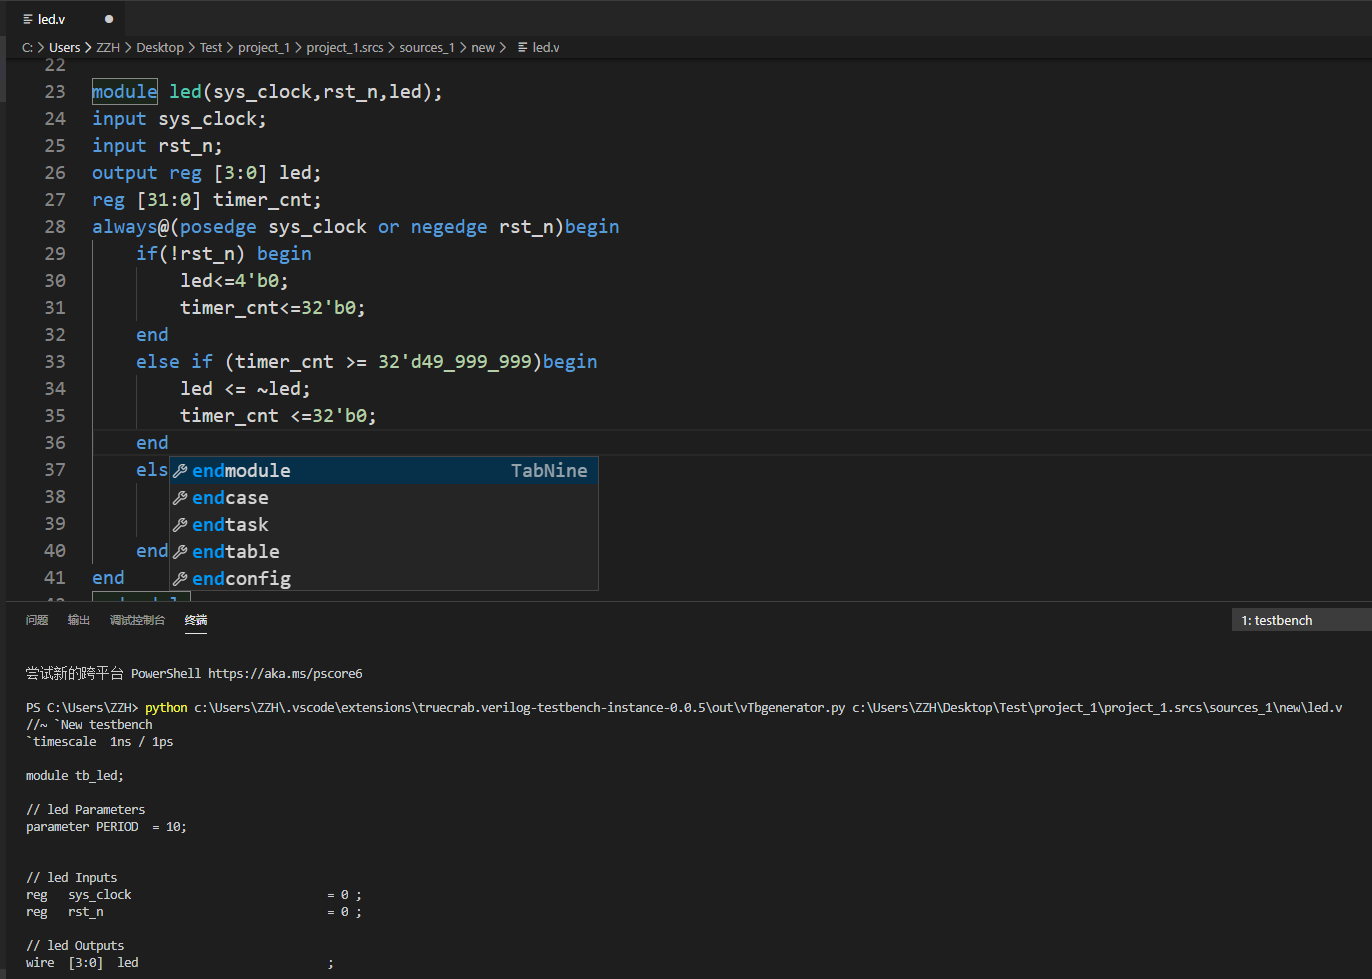 led.v
C: > Users > ZZH > Desktop > Test > project_1 > project_1.srcs > sources_1 > new > led.v
22
23 module led(sys_clock,rst_n,led);
24 input sys_clock;
25 input rst_n;
26 output reg [3:0] led;
27 reg [31:0] timer_cnt;
28 always@(posedge sys_clock or negedge rst_n)begin
29 if(!rst_n) begin
30 led<=4'b0;
31 timer_cnt<=32'b0;
32 end
33 else if (timer_cnt >= 32'd49_999_999)begin
34 led <= ~led;
35 timer_cnt <=32'b0;
36 end
37 els
endmodule TabNine
38 endcase
39 endtask
40 end
endtable
41 end
endconfig
问题 输出 调试控制台 终端 1: testbench
尝试新的跨平台 PowerShell https://aka.ms/pscore6
PS C:\Users\ZZH> python c:\Users\ZZH\.vscode\extensions\truecrab.verilog-testbench-instance-0.0.5\out\vTbgenerator.py c:\Users\ZZH\Desktop\Test\project_1\project_1.srcs\sources_1\new\led.v
//~ `New testbench
`timescale 1ns / 1ps
module tb_led;
// led Parameters
parameter PERIOD = 10;
// led Inputs
reg sys_clock = 0 ;
reg rst_n = 0 ;
// led Outputs
wire [3:0] led ;